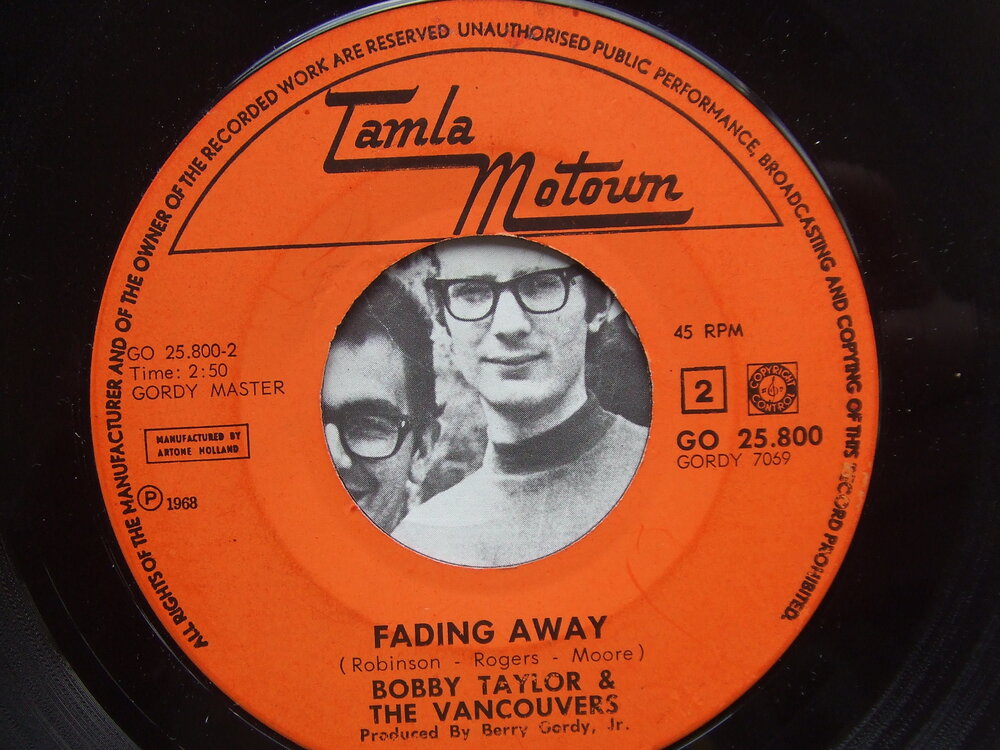 ALL RIGHTS OF THE MANUFACTURER AND OF THE OWNER OF THE RECORDED WORK ARE RESERVED UNAUTHORISED PUBLIC PERFORMANCE, BROADCASTING AND COPYING OF THIS RECORD PROHIBITED.
Tamla
Motown
GO 25.800-2
Time: 2:50
GORDY MASTER
MANUFACTURED BY
ARTONE HOLLAND
℗ 1968
45 RPM
2
COPYRIGHT
CONTROL
GO 25.800
GORDY 7069
FADING AWAY
(Robinson - Rogers - Moore)
BOBBY TAYLOR &
THE VANCOUVERS
Produced By Berry Gordy, Jr.